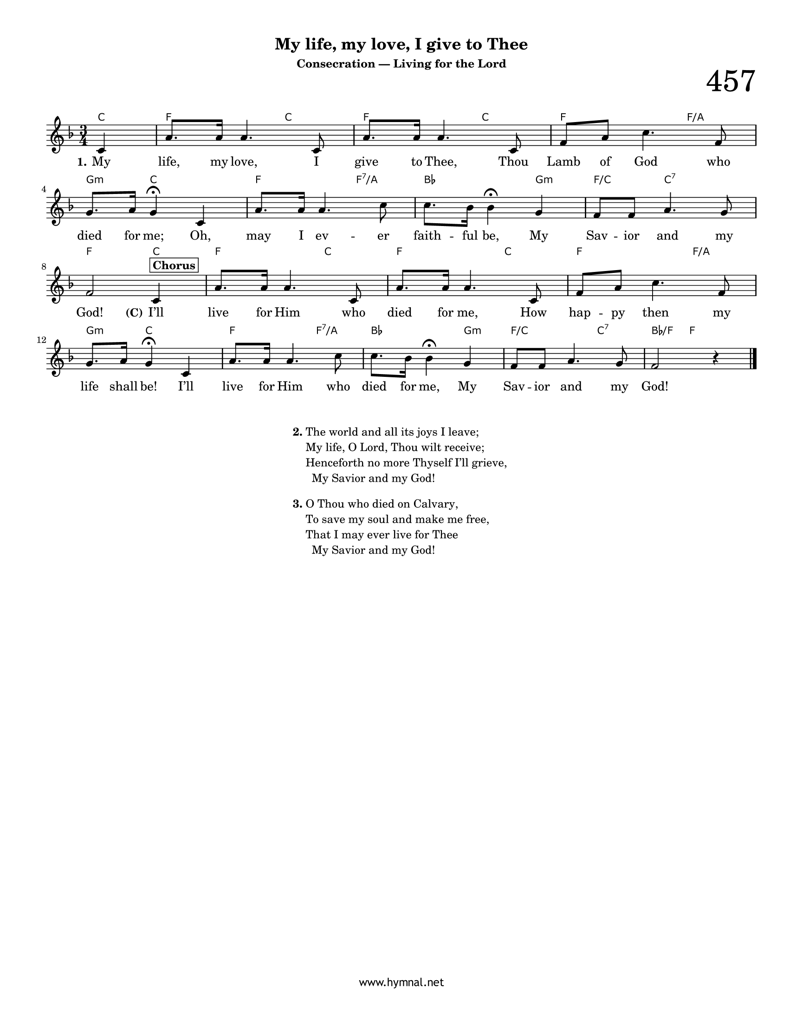 My life, my love, I give to Thee
Consecration — Living for the Lord
457
C F C F C F F/A
3
4
1. My life, my love, I give to Thee, Thou Lamb of God who
4
Gm C F F7/A B♭ Gm F/C C7
died for me; Oh, may I ev - er faith - ful be, My Sav - ior and my
8
F C F C F C F F/A
Chorus
God! (C) I'll live for Him who died for me, How hap - py then my
12
Gm C F F7/A B♭ Gm F/C C7 B♭/F F
life shall be! I'll live for Him who died for me, My Sav - ior and my God!
2. The world and all its joys I leave;
My life, O Lord, Thou wilt receive;
Henceforth no more Thyself I'll grieve,
My Savior and my God!
3. O Thou who died on Calvary,
To save my soul and make me free,
That I may ever live for Thee
My Savior and my God!
www.hymnal.net